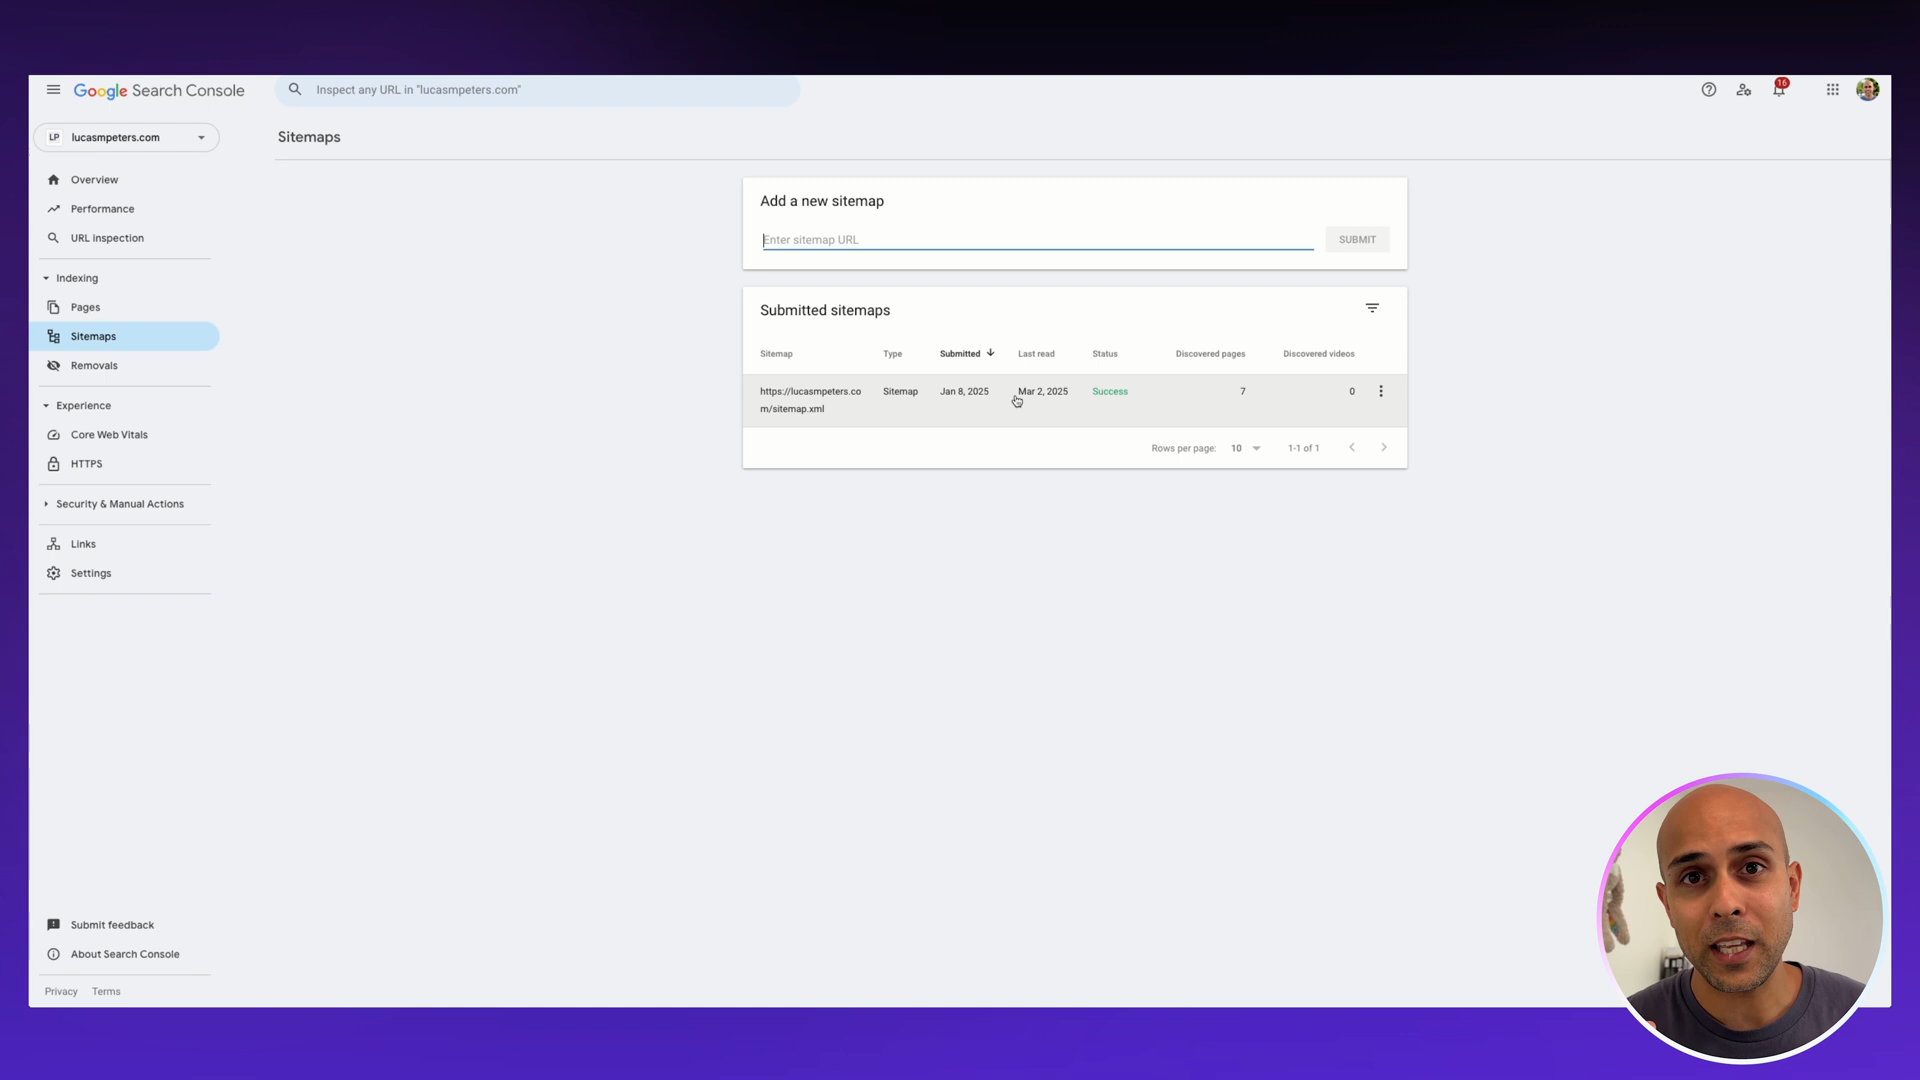 Google Search Console
Inspect any URL in "lucasmpeters.com"
16
LP lucasmpeters.com
Sitemaps
Overview
Performance
URL inspection
Indexing
Pages
Sitemaps
Removals
Experience
Core Web Vitals
HTTPS
Security & Manual Actions
Links
Settings
Submit feedback
About Search Console
Privacy Terms
Add a new sitemap
Enter sitemap URL SUBMIT
Submitted sitemaps
Sitemap Type Submitted Last read Status Discovered pages Discovered videos
https://lucasmpeters.co Sitemap Jan 8, 2025 Mar 2, 2025 Success 7 0
m/sitemap.xml
Rows per page: 10 1-1 of 1